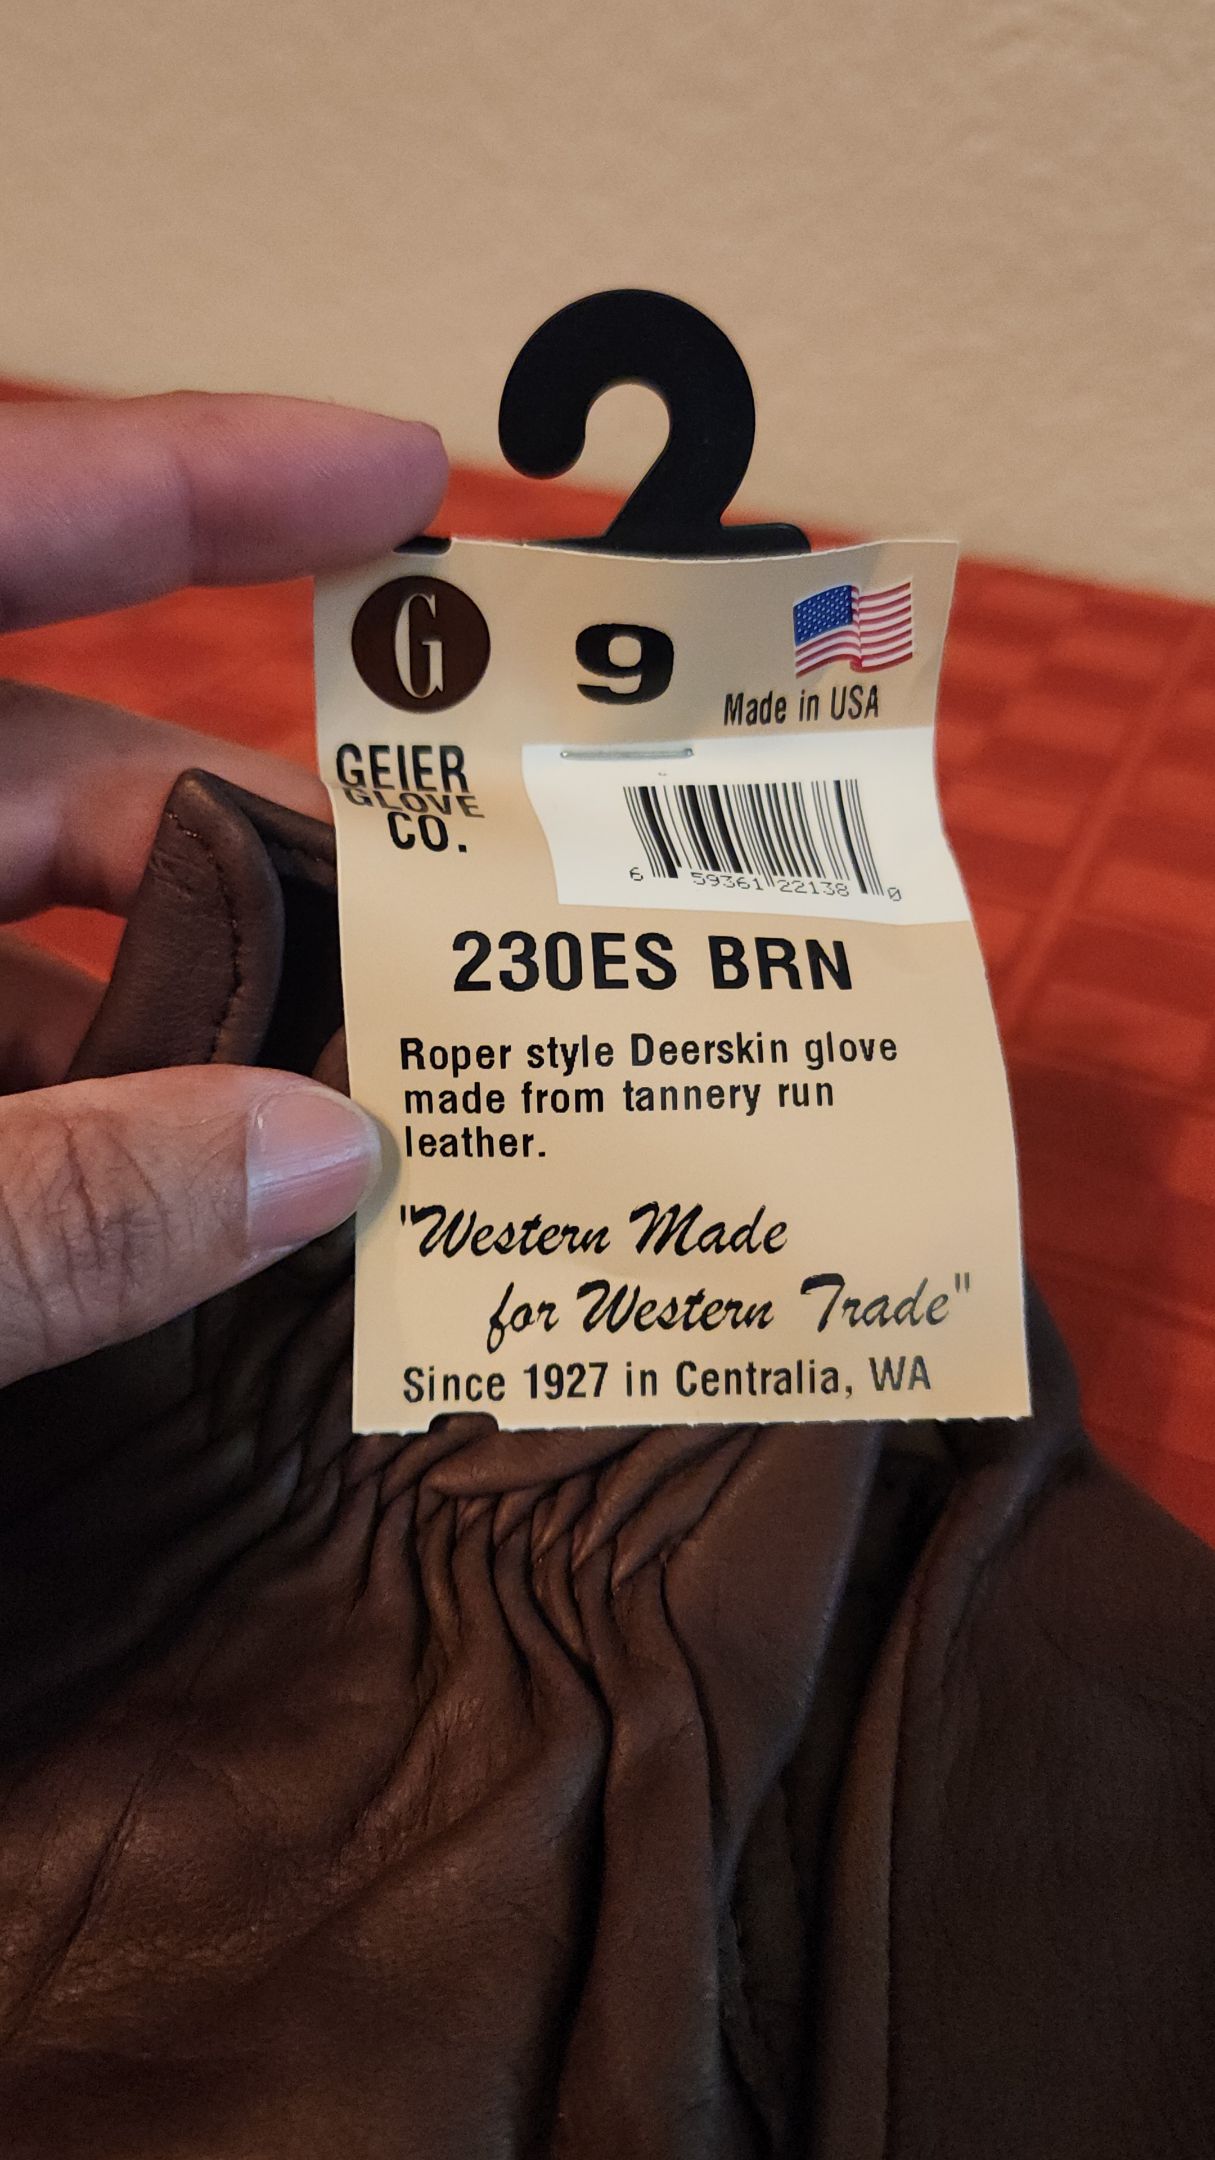 G
9
Made in USA
GEIER
GLOVE
CO.
6 59361 22138 0
230ES BRN
Roper style Deerskin glove
made from tannery run
leather.
"Western Made
for Western Trade"
Since 1927 in Centralia, WA